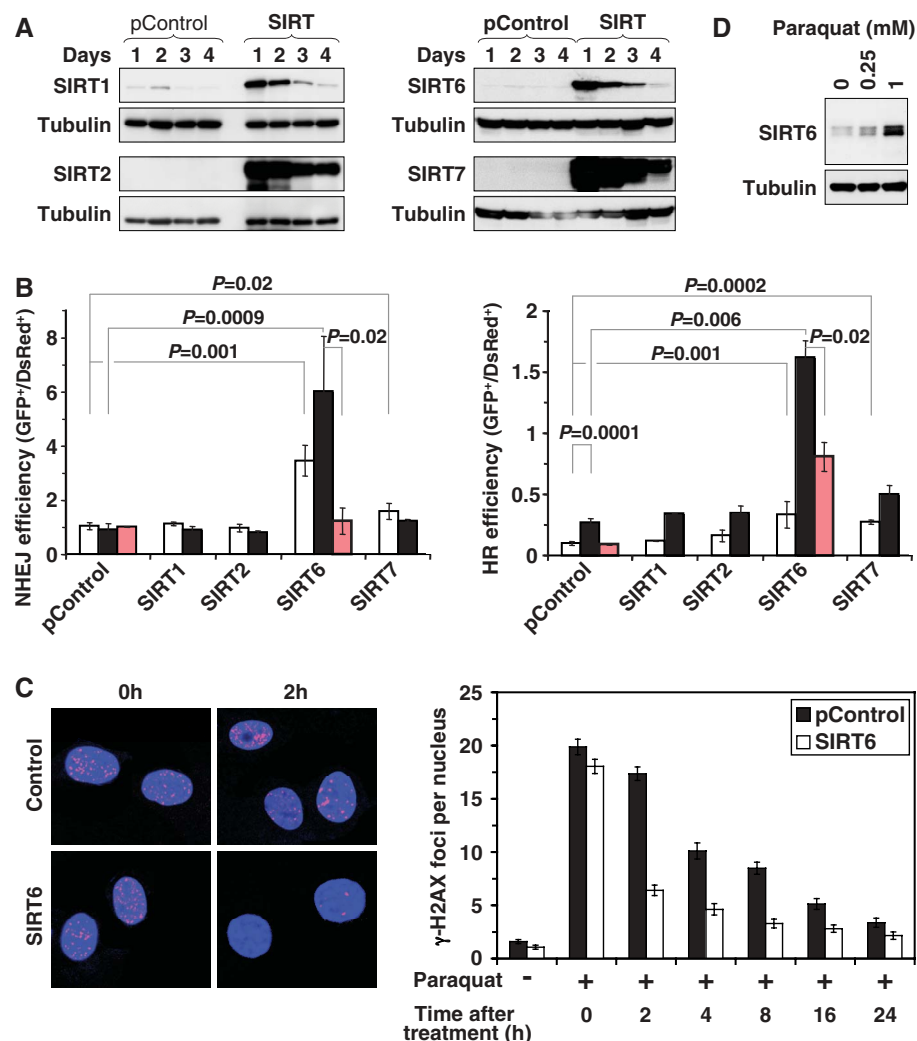 A
pControl SIRT
Days 1 2 3 4 1 2 3 4
SIRT1
Tubulin
SIRT2
Tubulin
pControl SIRT
Days 1 2 3 4 1 2 3 4
SIRT6
Tubulin
SIRT7
Tubulin
D
Paraquat (mM)
0 0.25 1
SIRT6
Tubulin
B
NHEJ efficiency (GFP+/DsRed+)
10
8
6
4
2
0
P=0.02
P=0.0009
P=0.001
P=0.02
pControl SIRT1 SIRT2 SIRT6 SIRT7
HR efficiency (GFP+/DsRed+)
2
1.5
1
0.5
0
P=0.0002
P=0.006
P=0.001
P=0.02
P=0.0001
pControl SIRT1 SIRT2 SIRT6 SIRT7
C
0h 2h
Control
SIRT6
γ-H2AX foci per nucleus
25
20
15
10
5
0
pControl
SIRT6
Paraquat - + + + + + +
Time after 0 2 4 8 16 24
treatment (h)